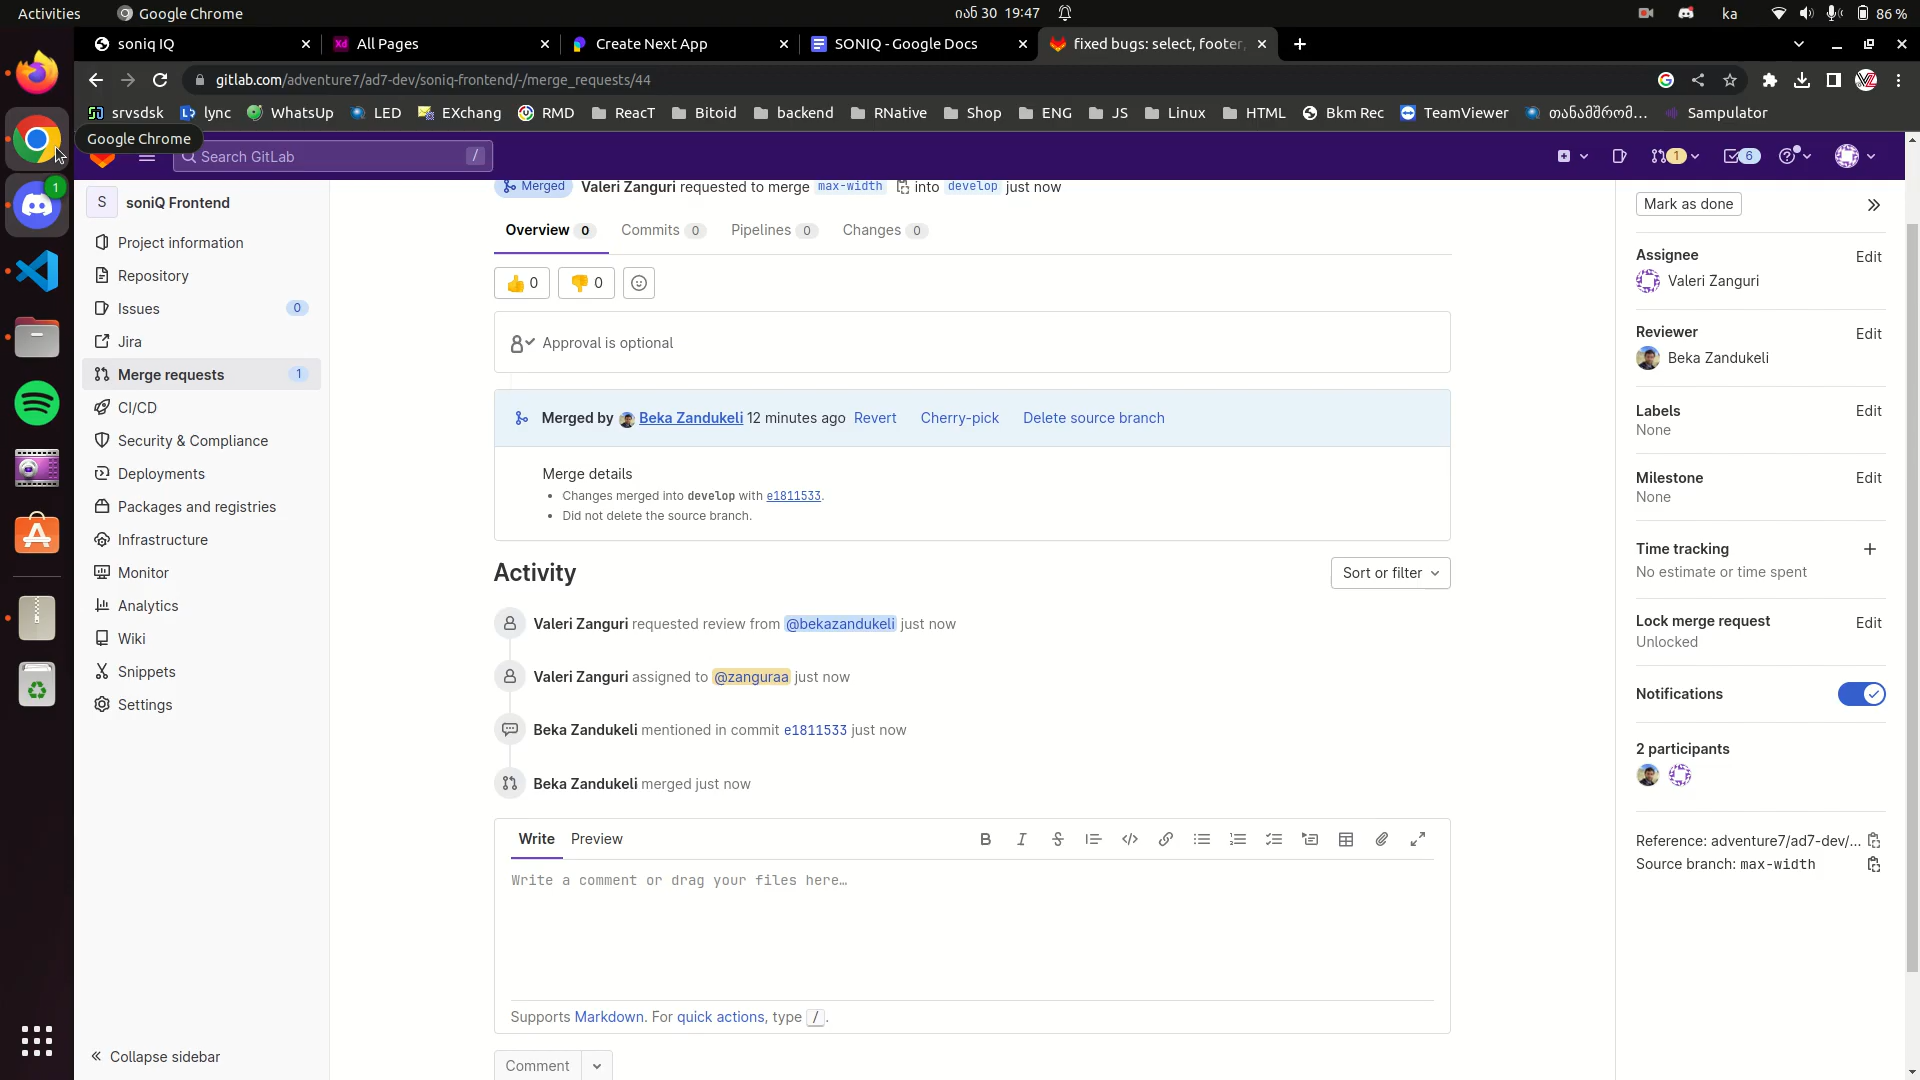 Activities
Google Chrome
იან 30 19:47
ka
86 %
soniq IQ
All Pages
Create Next App
SONIQ - Google Docs
fixed bugs: select, footer,
gitlab.com/adventure7/ad7-dev/soniq-frontend/-/merge_requests/44
srvsdsk
lync
WhatsUp
LED
EXchang
RMD
ReacT
Bitoid
backend
RNative
Shop
ENG
JS
Linux
HTML
Bkm Rec
TeamViewer
თანამშრომ...
Sampulator
Google Chrome
Search GitLab
/
1
6
1
S
soniQ Frontend
Project information
Repository
Issues
0
Jira
Merge requests
1
CI/CD
Security & Compliance
Deployments
Packages and registries
Infrastructure
Monitor
Analytics
Wiki
Snippets
Settings
Collapse sidebar
Merged
Valeri Zanguri requested to merge max-width into develop just now
Overview 0
Commits 0
Pipelines 0
Changes 0
0
0
Approval is optional
Merged by Beka Zandukeli 12 minutes ago Revert Cherry-pick Delete source branch
Merge details
Changes merged into develop with e1811533.
Did not delete the source branch.
Activity
Sort or filter
Valeri Zanguri requested review from @bekazandukeli just now
Valeri Zanguri assigned to @zanguraa just now
Beka Zandukeli mentioned in commit e1811533 just now
Beka Zandukeli merged just now
Write
Preview
Write a comment or drag your files here…
Supports Markdown. For quick actions, type /.
Comment
Mark as done
Assignee
Edit
Valeri Zanguri
Reviewer
Edit
Beka Zandukeli
Labels
Edit
None
Milestone
Edit
None
Time tracking
No estimate or time spent
Lock merge request
Edit
Unlocked
Notifications
2 participants
Reference: adventure7/ad7-dev/...
Source branch: max-width